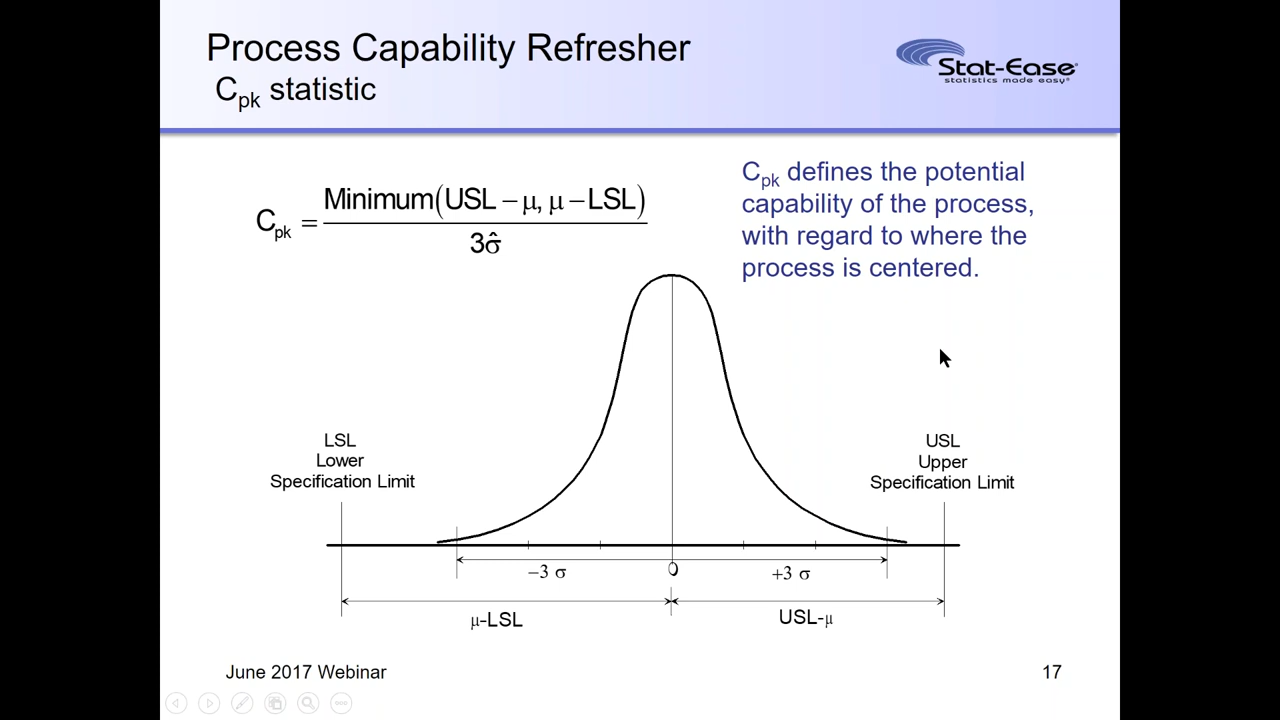 Process Capability Refresher
Cpk statistic
Stat-Ease
statistics made easy®
Cpk = Minimum(USL − μ, μ − LSL) / 3σ̂
Cpk defines the potential
capability of the process,
with regard to where the
process is centered.
LSL
Lower
Specification Limit
USL
Upper
Specification Limit
−3 σ
0
+3 σ
μ-LSL
USL-μ
June 2017 Webinar
17